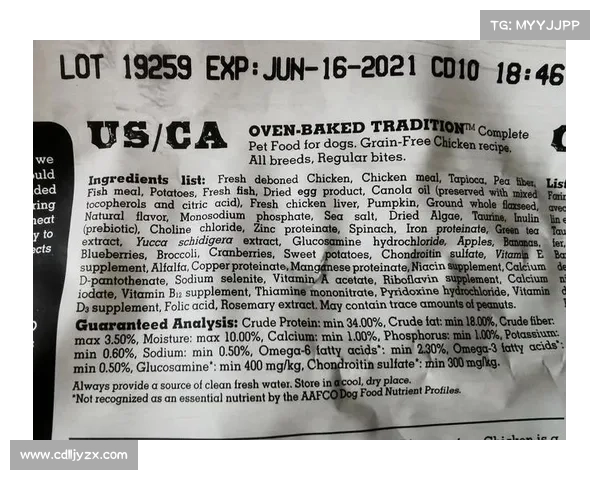 TG: MYYJJPP
LOT 19259 EXP:JUN-16-2021 CD10 18:46
US/CA OVEN-BAKED TRADITION™ Complete
Pet Food for dogs. Grain-Free Chicken recipe.
All breeds, Regular bites.
Ingredients list: Fresh deboned Chicken, Chicken meal, Tapioca, Pea fiber,
Fish meal, Potatoes, Fresh fish, Dried egg product, Canola oil (preserved with mixed
tocopherols and citric acid), Fresh chicken liver, Pumpkin, Ground whole flaxseed,
Natural flavor, Monosodium phosphate, Sea salt, Dried Algae, Taurine, Inulin
(prebiotic), Choline chloride, Zinc proteinate, Spinach, Iron proteinate, Green tea
extract, Yucca schidigera extract, Glucosamine hydrochloride, Apples, Bananas,
Blueberries, Broccoli, Cranberries, Sweet potatoes, Chondroitin sulfate, Vitamin E
supplement, Alfalfa, Copper proteinate, Manganese proteinate, Niacin supplement, Calcium
D-pantothenate, Sodium selenite, Vitamin A acetate, Riboflavin supplement, Calcium
iodate, Vitamin B12 supplement, Thiamine mononitrate, Pyridoxine hydrochloride, Vitamin
D3 supplement, Folic acid, Rosemary extract. May contain trace amounts of peanuts.
Guaranteed Analysis: Crude Protein: min 34.00%, Crude fat: min 18.00%, Crude fiber:
max 3.50%, Moisture: max 10.00%, Calcium: min 1.00%, Phosphorus: min 1.00%, Potassium:
min 0.60%, Sodium: min 0.50%, Omega-6 fatty acids*: min 2.30%, Omega-3 fatty acids*:
min 0.50%, Glucosamine*: min 400 mg/kg, Chondroitin sulfate*: min 300 mg/kg.
Always provide a source of clean fresh water. Store in a cool, dry place.
*Not recognized as an essential nutrient by the AAFCO Dog Food Nutrient Profiles.
we
www.cdlljyzx.com